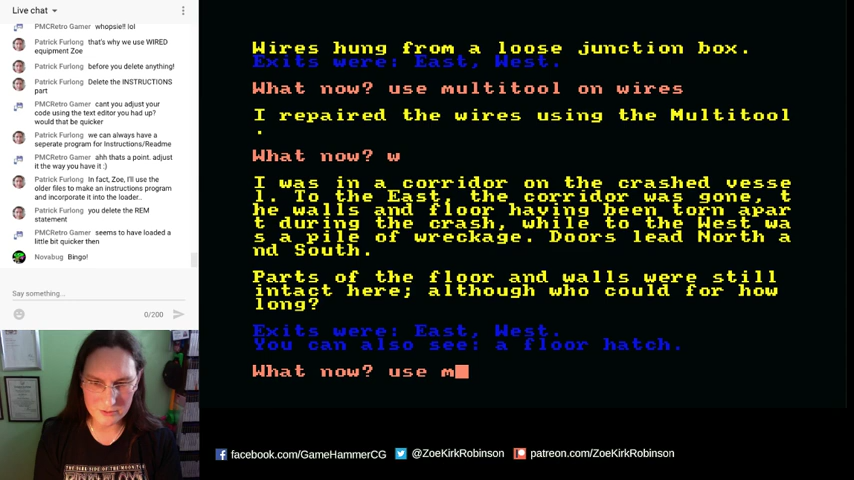 Live chat
PMCRetro Gamer whopsie!! lol
Patrick Furlong that's why we use WIRED
equipment Zoe
Patrick Furlong before you delete anything!
Patrick Furlong Delete the INSTRUCTIONS
part
PMCRetro Gamer cant you adjust your
code using the text editor you had up?
would that be quicker
Patrick Furlong we can always have a
seperate program for Instructions/Readme
PMCRetro Gamer ahh thats a point. adjust
it the way you have it :)
Patrick Furlong In fact, Zoe, I'll use the
older files to make an instructions program
and incorporate it into the loader..
Patrick Furlong you delete the REM
statement
PMCRetro Gamer seems to have loaded a
little bit quicker then
Novabug Bingo!
Say something...
0/200
Wires hung from a loose junction box.
Exits were: East, West.
What now? use multitool on wires
I repaired the wires using the Multitool
.
What now? w
I was in a corridor on the crashed vesse
l. To the East, the corridor was gone, t
he walls and floor having been torn apar
t during the crash, while to the West wa
s a pile of wreckage. Doors lead North a
nd South.
Parts of the floor and walls were still
intact here; although who could for how
long?
Exits were: East, West.
You can also see: a floor hatch.
What now? use m
facebook.com/GameHammerCG @ZoeKirkRobinson patreon.com/ZoeKirkRobinson